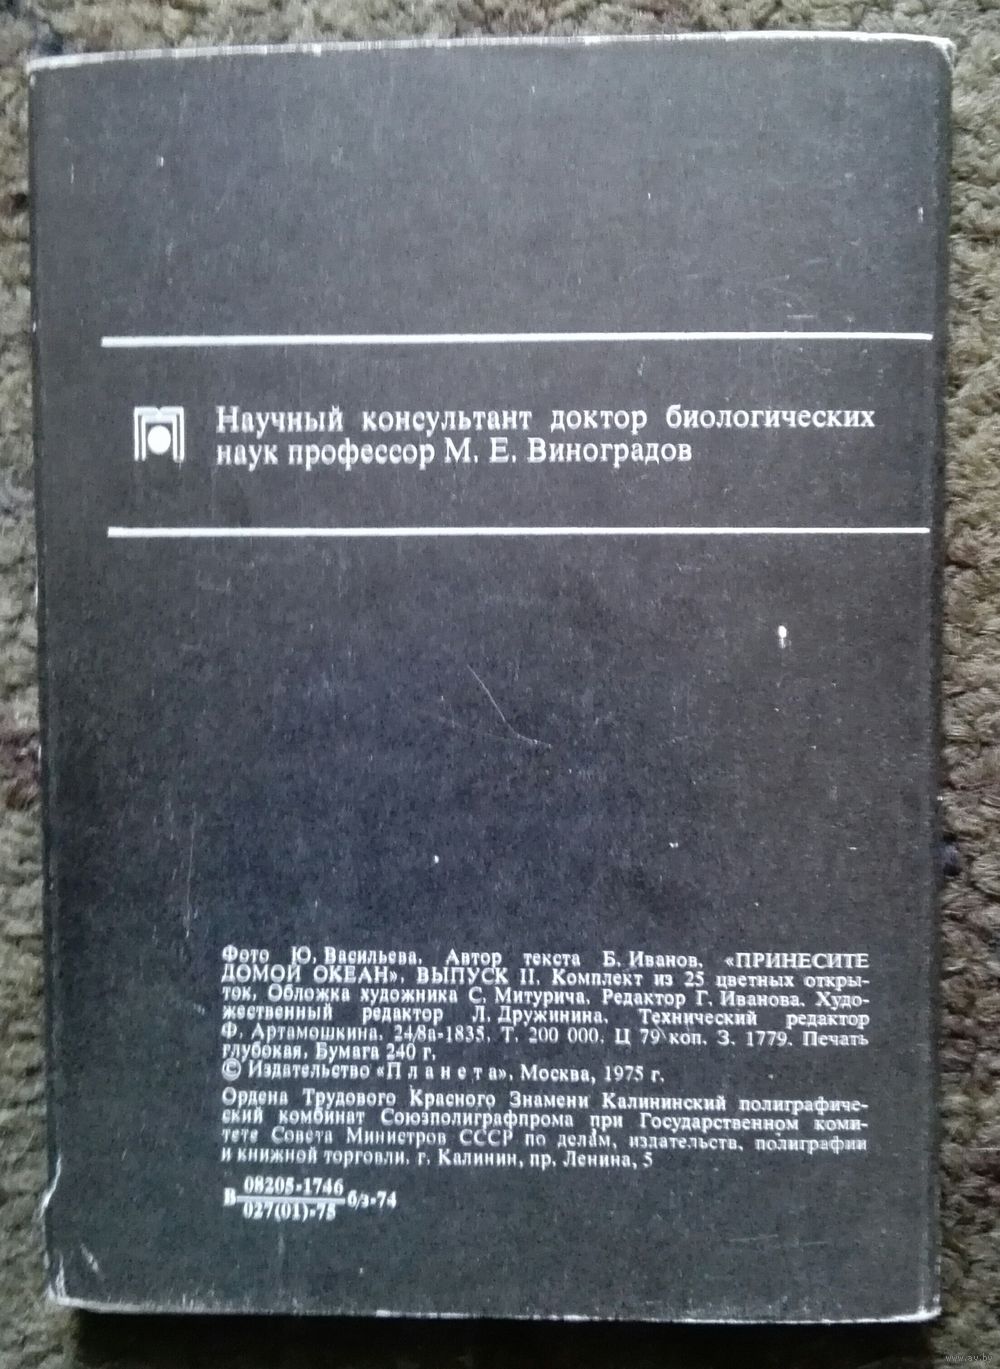 Научный консультант доктор биологических
наук профессор М. Е. Виноградов
Фото Ю. Васильева. Автор текста Б. Иванов. «ПРИНЕСИТЕ
ДОМОЙ ОКЕАН». ВЫПУСК II. Комплект из 25 цветных откры-
ток. Обложка художника С. Митурича. Редактор Г. Иванова. Худо-
жественный редактор Л. Дружинина. Технический редактор
Ф. Артамошкина. 24/8а-1835. Т. 200 000. Ц 79 коп. З. 1779. Печать
глубокая. Бумага 240 г.
© Издательство «Планета». Москва, 1975 г.
Ордена Трудового Красного Знамени Калининский полиграфиче-
ский комбинат Союзполиграфпрома при Государственном коми-
тете Совета Министров СССР по делам, издательств, полиграфии
и книжной торговли. г. Калинин, пр. Ленина, 5
В 08205-1746 б/з-74
027(01)-75
www.ay.by